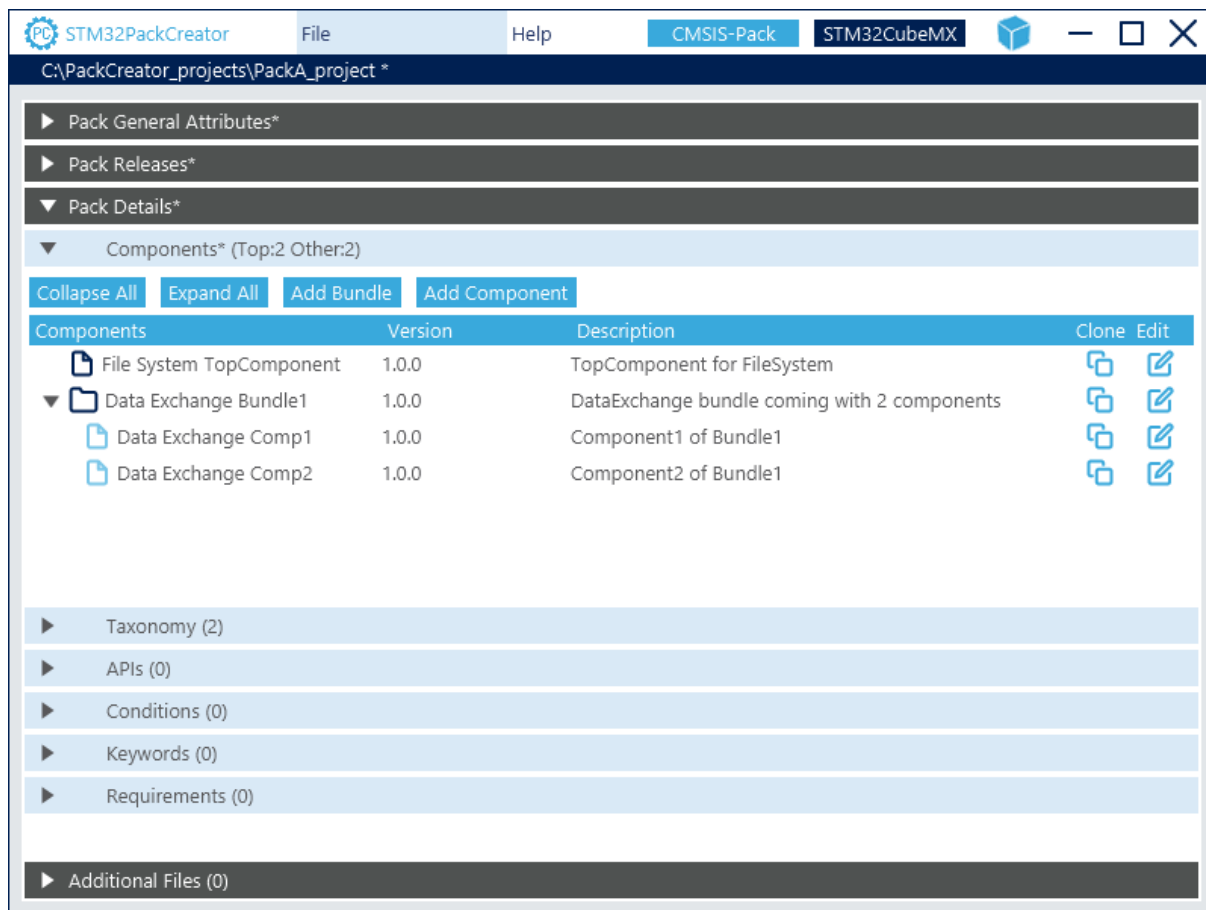 PC STM32PackCreator File Help CMSIS-Pack STM32CubeMX
C:\PackCreator_projects\PackA_project *
Pack General Attributes*
Pack Releases*
Pack Details*
Components* (Top:2 Other:2)
Collapse All Expand All Add Bundle Add Component
Components Version Description Clone Edit
File System TopComponent 1.0.0 TopComponent for FileSystem
Data Exchange Bundle1 1.0.0 DataExchange bundle coming with 2 components
Data Exchange Comp1 1.0.0 Component1 of Bundle1
Data Exchange Comp2 1.0.0 Component2 of Bundle1
Taxonomy (2)
APIs (0)
Conditions (0)
Keywords (0)
Requirements (0)
Additional Files (0)